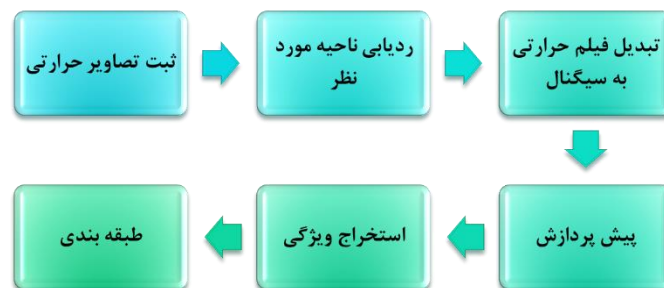 ثبت تصاویر حرارتی
ردیابی ناحیه مورد
نظر
تبدیل فیلم حرارتی
به سیگنال
پیش پردازش
استخراج ویژگی
طبقه بندی